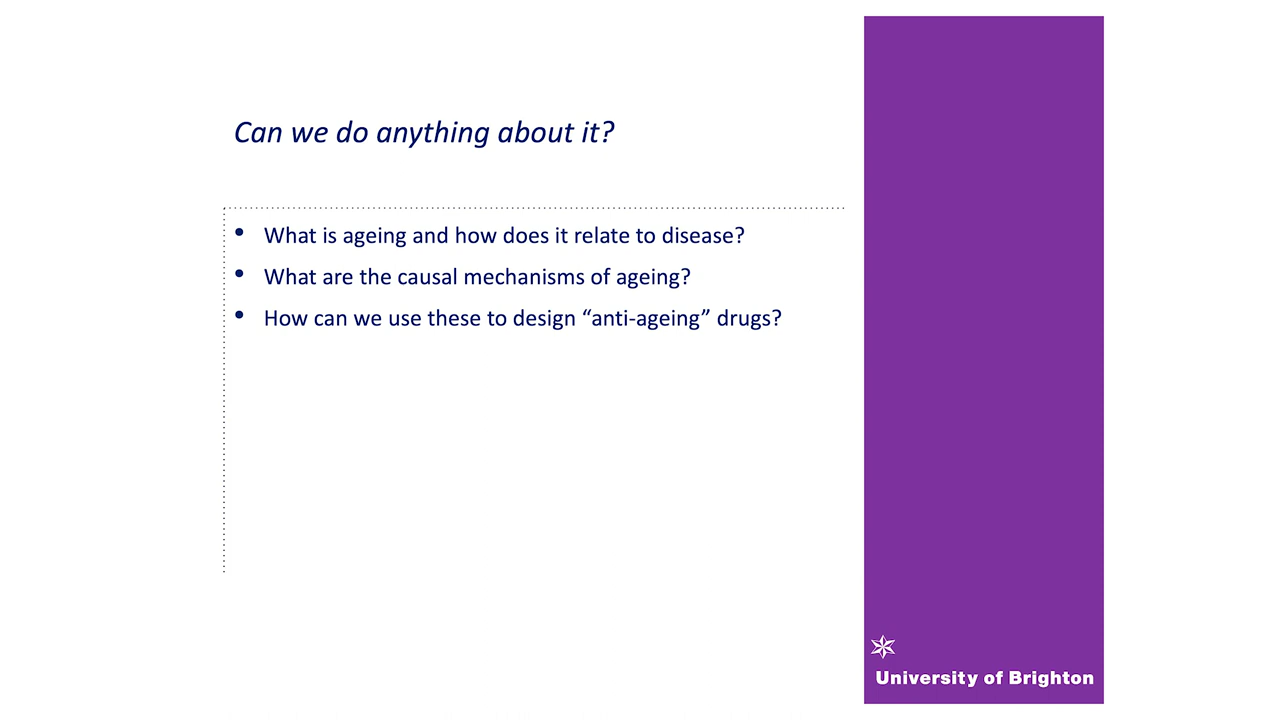 Can we do anything about it?
• What is ageing and how does it relate to disease?
• What are the causal mechanisms of ageing?
• How can we use these to design “anti-ageing” drugs?
University of Brighton